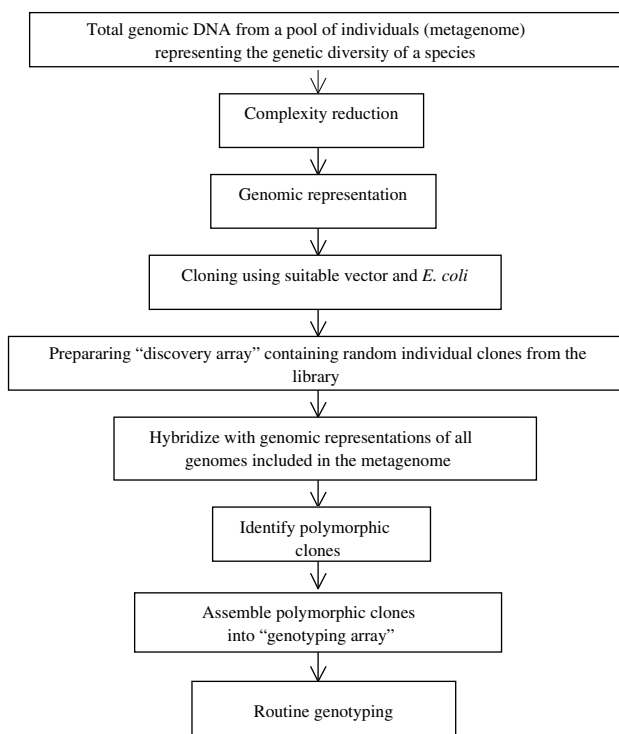 Total genomic DNA from a pool of individuals (metagenome)
representing the genetic diversity of a species
Complexity reduction
Genomic representation
Cloning using suitable vector and E. coli
Prepararing “discovery array” containing random individual clones from the
library
Hybridize with genomic representations of all
genomes included in the metagenome
Identify polymorphic
clones
Assemble polymorphic clones
into “genotyping array”
Routine genotyping